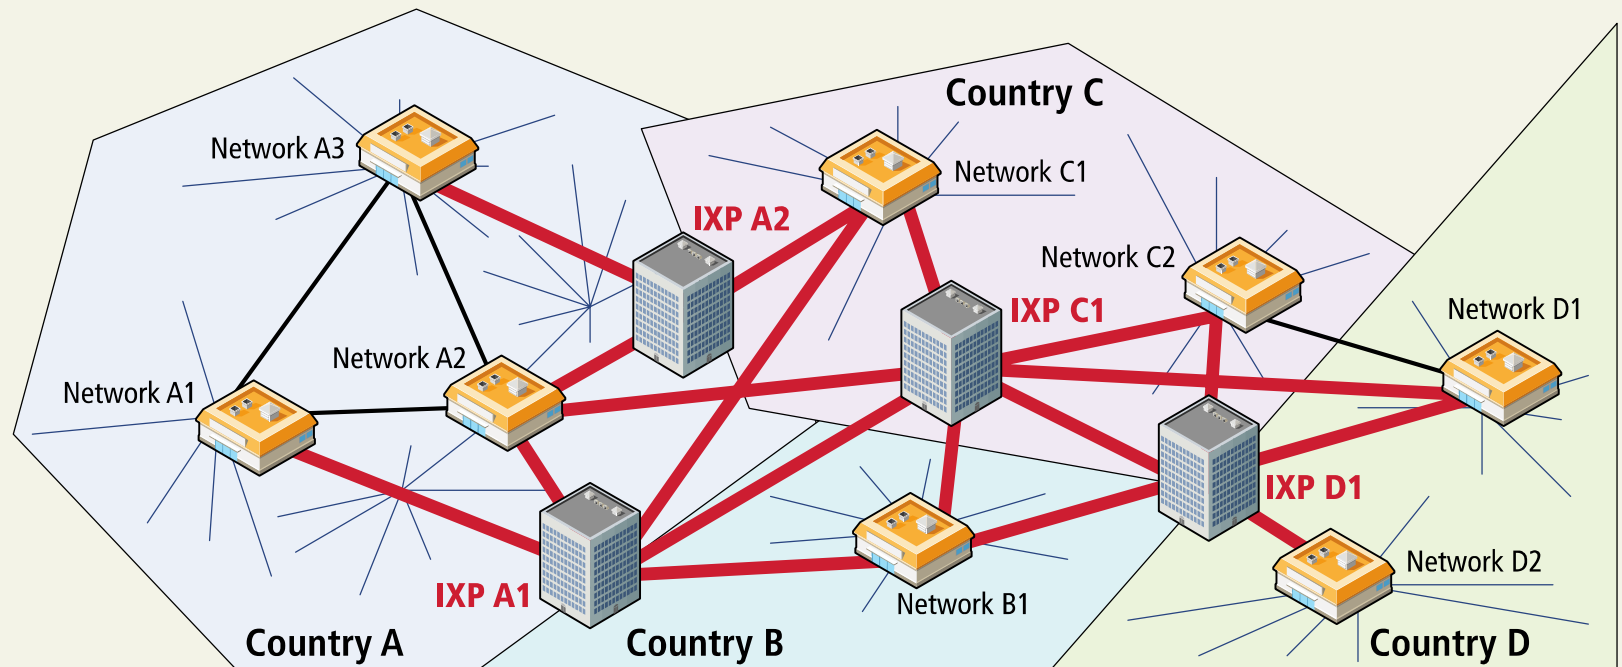 Country C
Network A3
Network C1
IXP A2
Network C2
IXP C1
Network D1
Network A2
Network A1
IXP D1
Network D2
IXP A1
Network B1
Country A
Country B
Country D